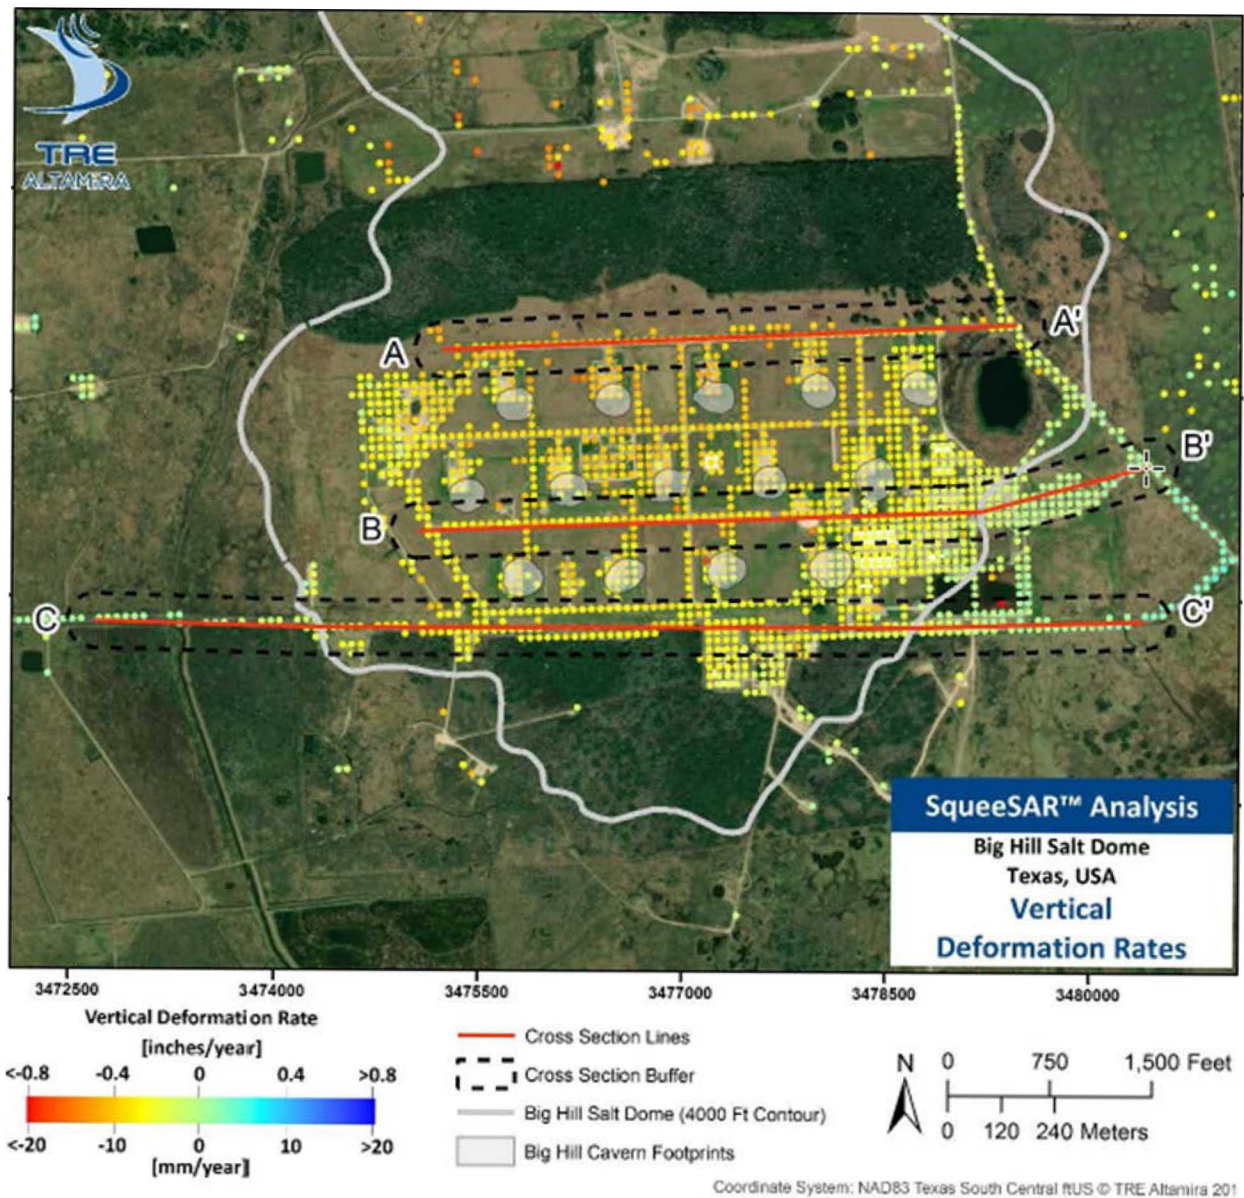 TRE
ALTAMIRA
A
A'
B
B'
C
C'
SqueeSAR™ Analysis
Big Hill Salt Dome
Texas, USA
Vertical
Deformation Rates
3472500 3474000 3475500 3477000 3478500 3480000
Vertical Deformation Rate
[inches/year]
<-0.8 -0.4 0 0.4 >0.8
<-20 -10 0 10 >20
[mm/year]
Cross Section Lines
Cross Section Buffer
Big Hill Salt Dome (4000 Ft Contour)
Big Hill Cavern Footprints
N
0 750 1,500 Feet
0 120 240 Meters
Coordinate System: NAD83 Texas South Central ftUS © TRE Altamira 201